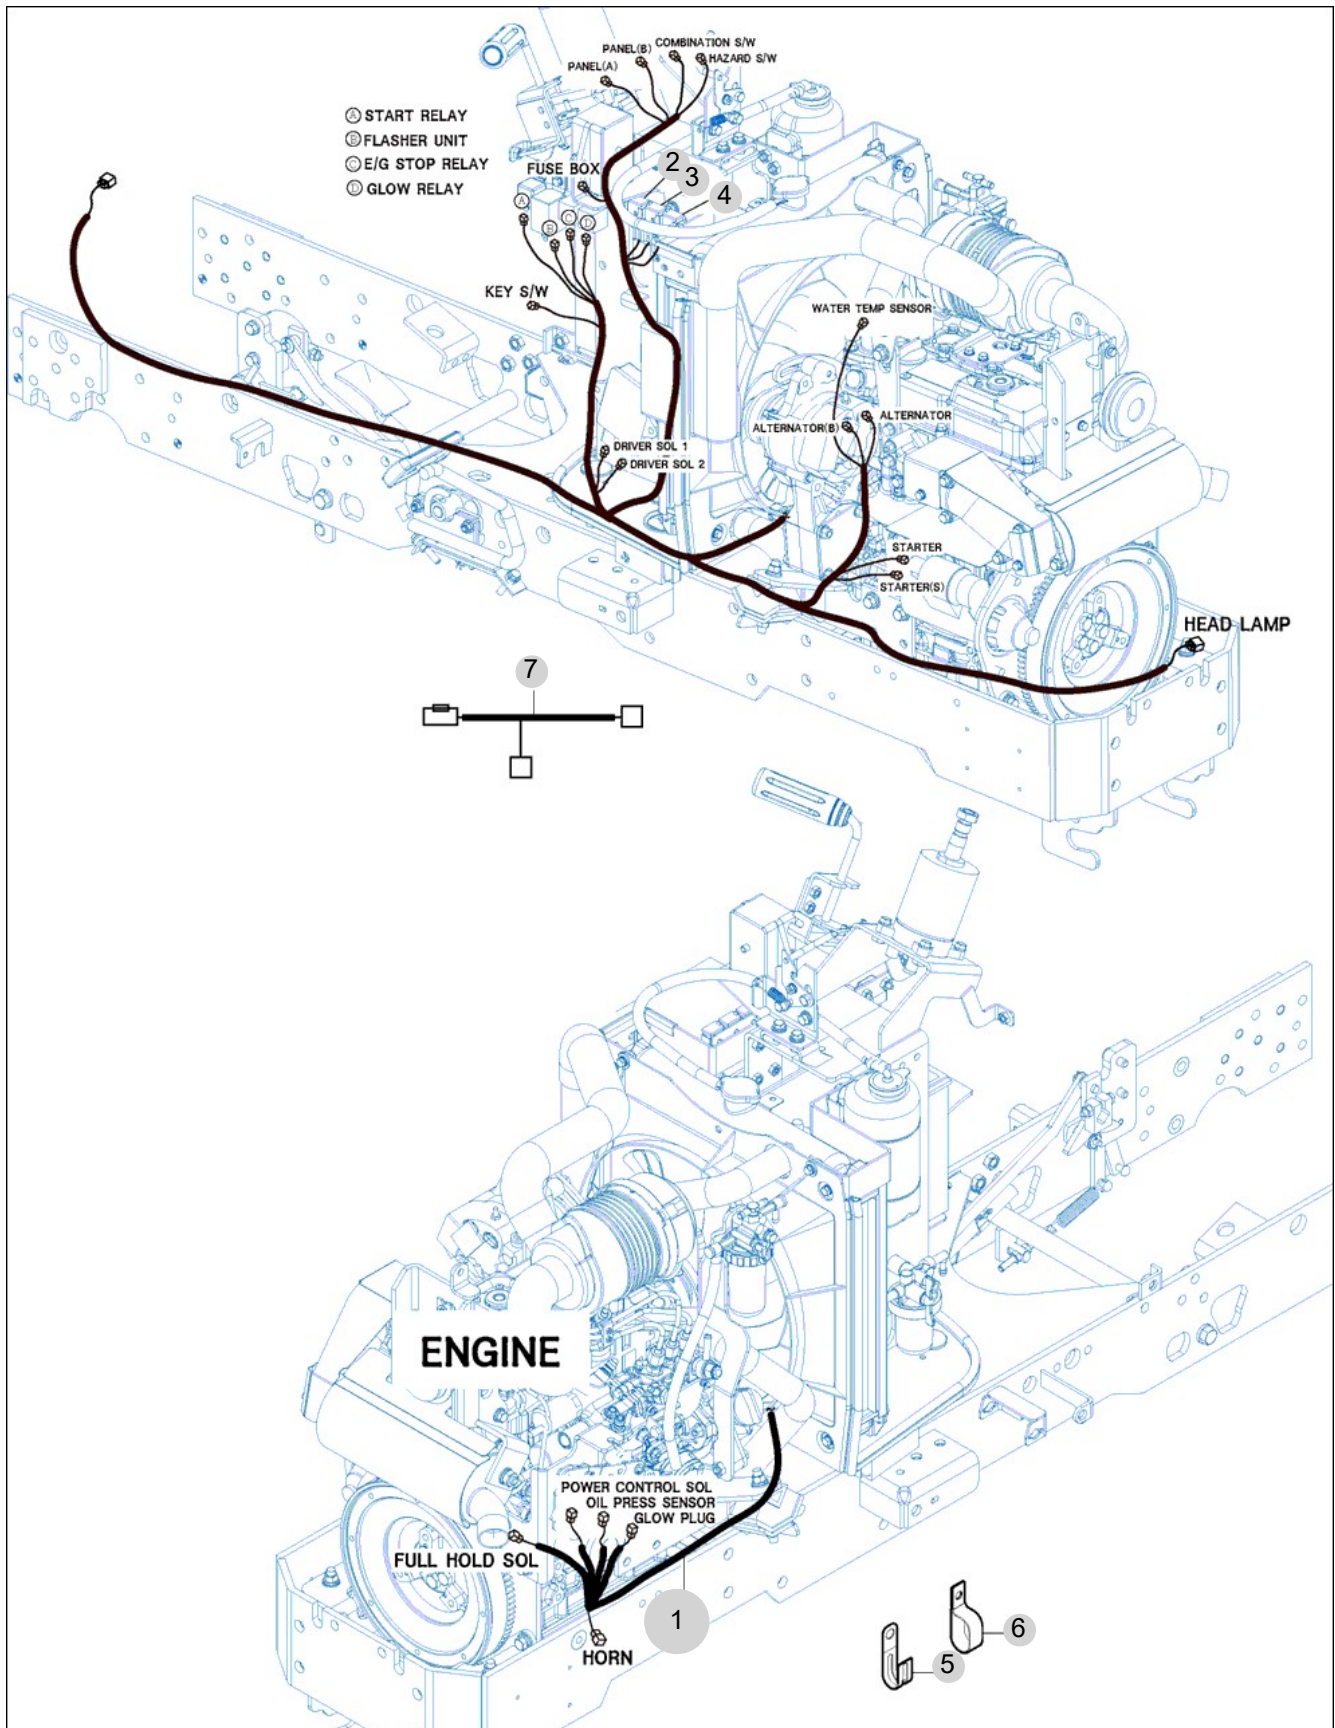 COMBINATION S/W
PANEL(B)
HAZARD S/W
PANEL(A)
Ⓐ START RELAY
Ⓑ FLASHER UNIT
Ⓒ E/G STOP RELAY
Ⓓ GLOW RELAY
FUSE BOX
2
3
4
Ⓐ
Ⓑ
Ⓒ
Ⓓ
KEY S/W
WATER TEMP SENSOR
ALTERNATOR
ALTERNATOR(B)
DRIVER SOL 1
DRIVER SOL 2
STARTER
STARTER(S)
HEAD LAMP
7
ENGINE
POWER CONTROL SOL
OIL PRESS SENSOR
GLOW PLUG
FULL HOLD SOL
1
HORN
6
5